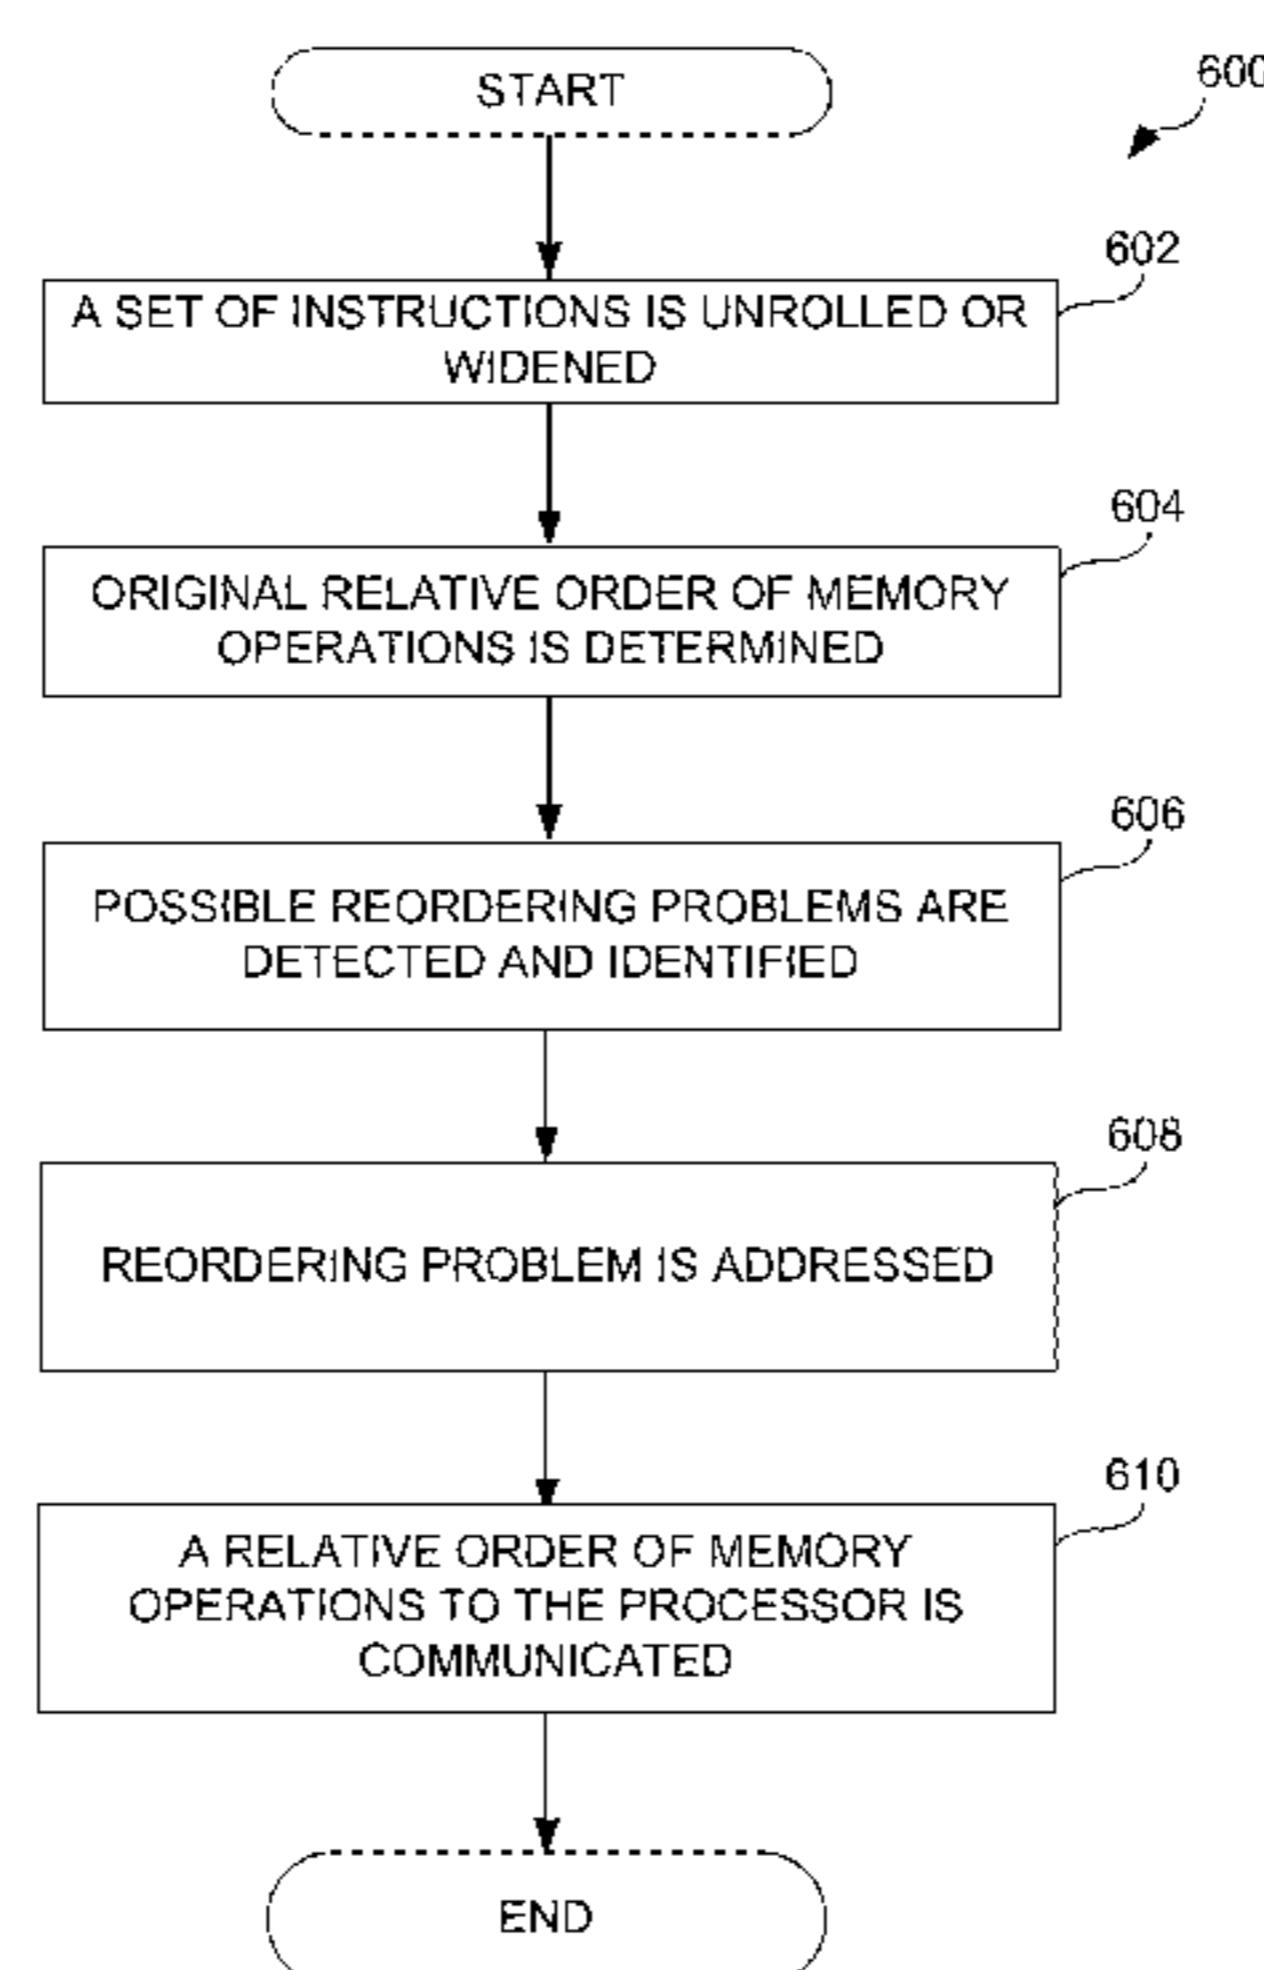 START
600
602
A SET OF INSTRUCTIONS IS UNROLLED OR
WIDENED
604
ORIGINAL RELATIVE ORDER OF MEMORY
OPERATIONS IS DETERMINED
606
POSSIBLE REORDERING PROBLEMS ARE
DETECTED AND IDENTIFIED
608
REORDERING PROBLEM IS ADDRESSED
610
A RELATIVE ORDER OF MEMORY
OPERATIONS TO THE PROCESSOR IS
COMMUNICATED
END